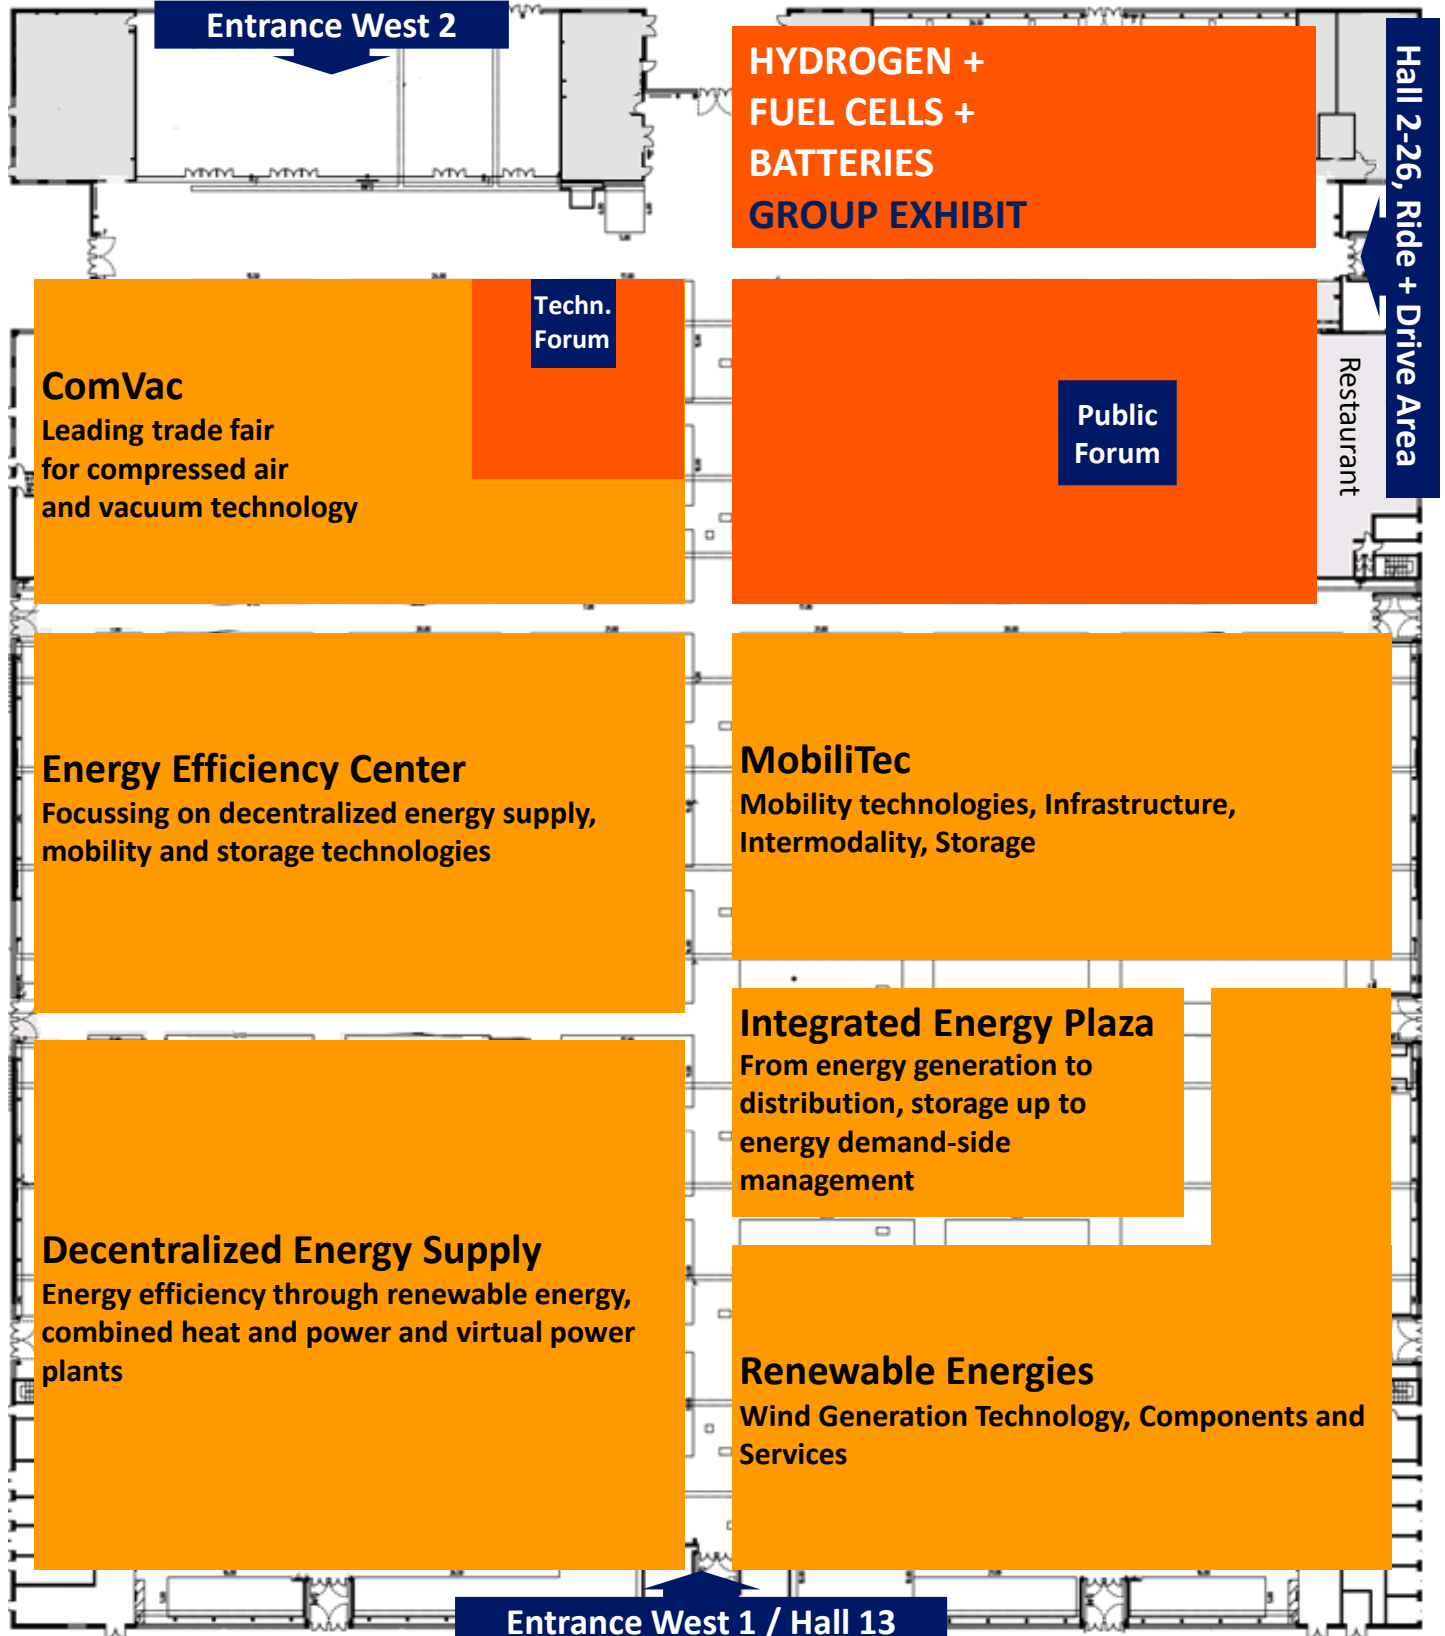 Entrance West 2
HYDROGEN +
FUEL CELLS +
BATTERIES
GROUP EXHIBIT
Hall 2-26, Ride + Drive Area
Techn.
Forum
ComVac
Leading trade fair
for compressed air
and vacuum technology
Public
Forum
Restaurant
Energy Efficiency Center
Focussing on decentralized energy supply,
mobility and storage technologies
MobiliTec
Mobility technologies, Infrastructure,
Intermodality, Storage
Integrated Energy Plaza
From energy generation to
distribution, storage up to
energy demand-side
management
Decentralized Energy Supply
Energy efficiency through renewable energy,
combined heat and power and virtual power
plants
Renewable Energies
Wind Generation Technology, Components and
Services
Entrance West 1 / Hall 13